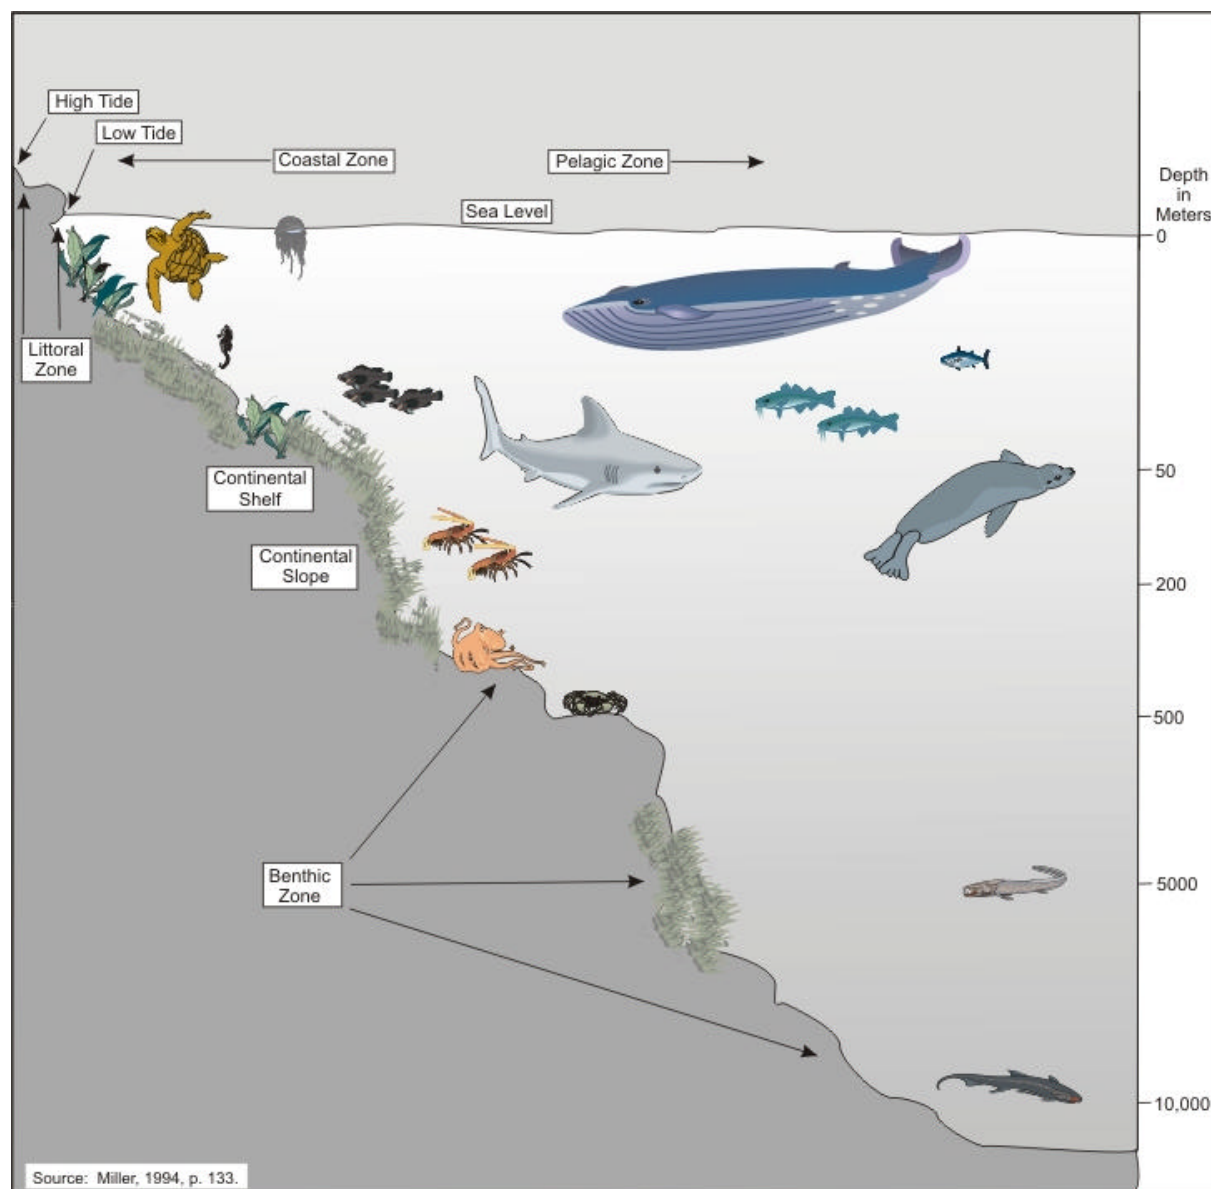 High Tide
Low Tide
Coastal Zone
Pelagic Zone
Depth
in
Meters
Sea Level
0
Littoral
Zone
Continental
Shelf
50
Continental
Slope
200
500
Benthic
Zone
5000
10,000
Source: Miller, 1994, p. 133.